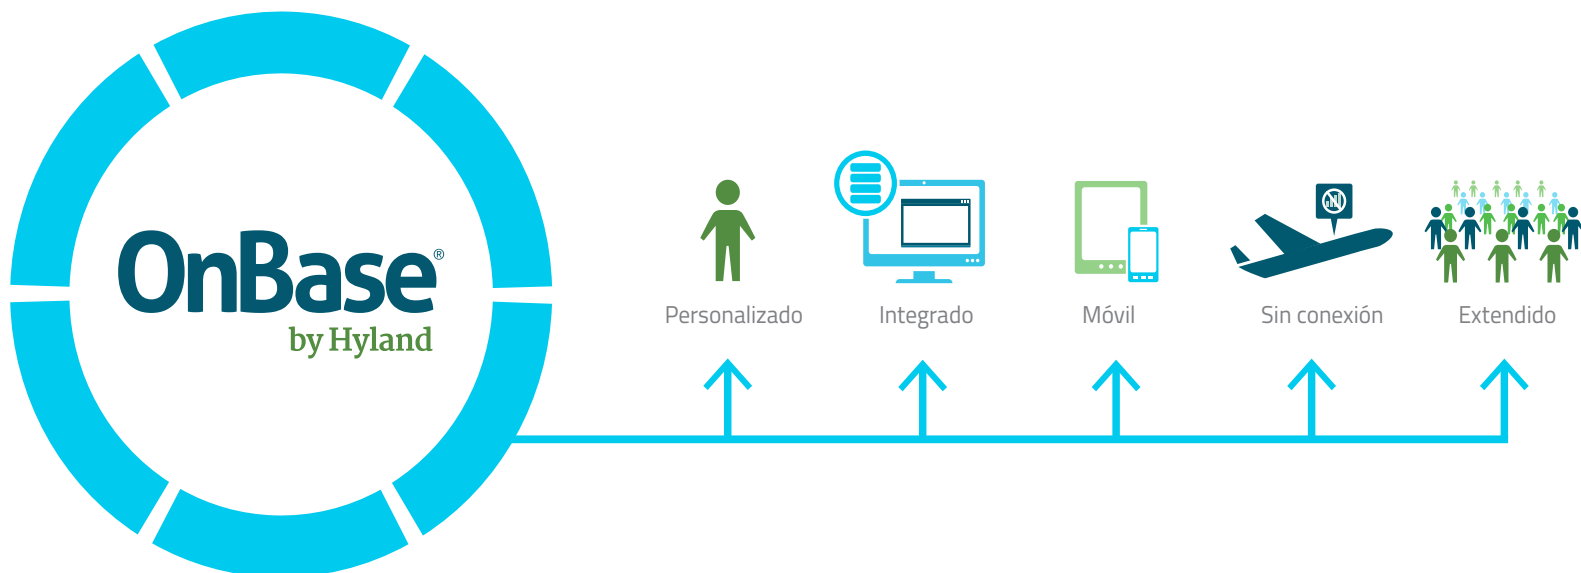 OnBase®
by Hyland
Personalizado
Integrado
Móvil
Sin conexión
Extendido